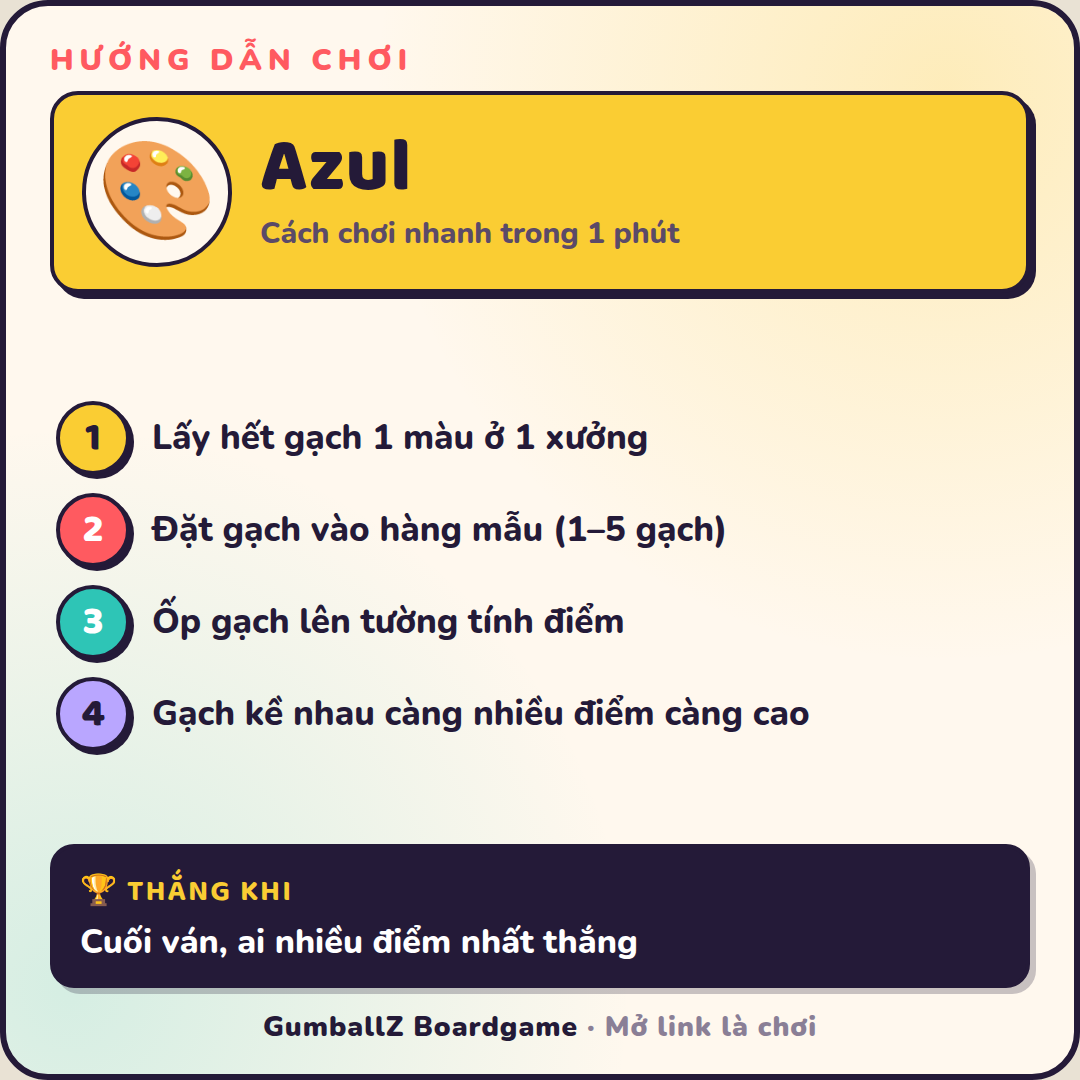 HƯỚNG DẪN CHƠI
Azul
Cách chơi nhanh trong 1 phút
1 Lấy hết gạch 1 màu ở 1 xưởng
2 Đặt gạch vào hàng mẫu (1–5 gạch)
3 Ốp gạch lên tường tính điểm
4 Gạch kề nhau càng nhiều điểm càng cao
🏆 THẮNG KHI
Cuối ván, ai nhiều điểm nhất thắng
GumballZ Boardgame · Mở link là chơi